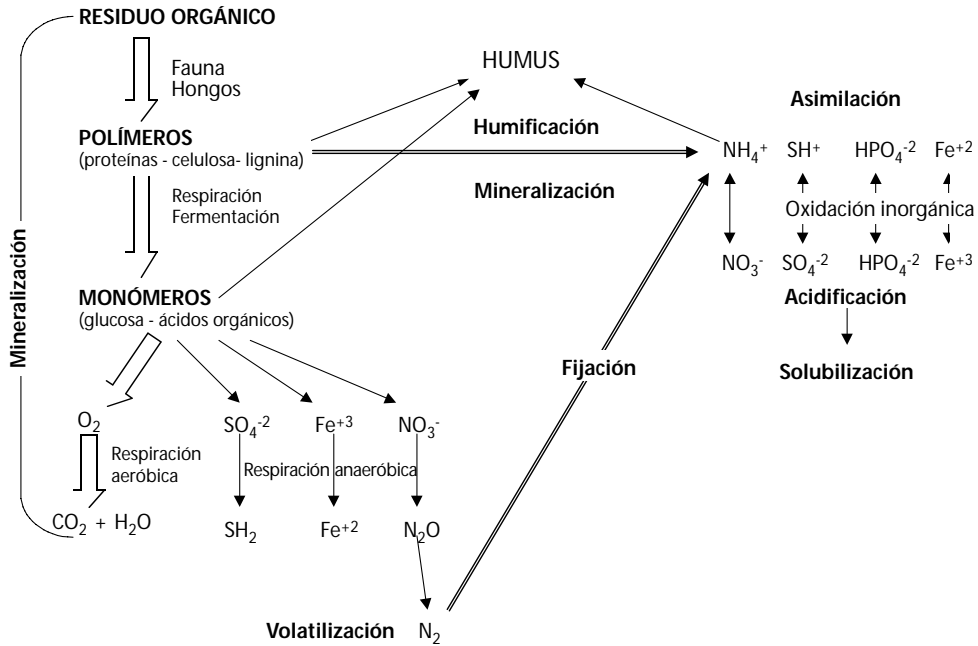 RESIDUO ORGÁNICO
Fauna
Hongos
POLÍMEROS
(proteínas - celulosa- lignina)
Respiración
Fermentación
MONÓMEROS
(glucosa - ácidos orgánicos)
Mineralización
O₂
Respiración
aeróbica
CO₂ + H₂O
SO₄⁻² Fe⁺³ NO₃⁻
Respiración anaeróbica
SH₂ Fe⁺² N₂O
Volatilización N₂
HUMUS
Humificación
Mineralización
Fijación
Asimilación
NH₄⁺ SH⁺ HPO₄⁻² Fe⁺²
Oxidación inorgánica
NO₃⁻ SO₄⁻² HPO₄⁻² Fe⁺³
Acidificación
Solubilización